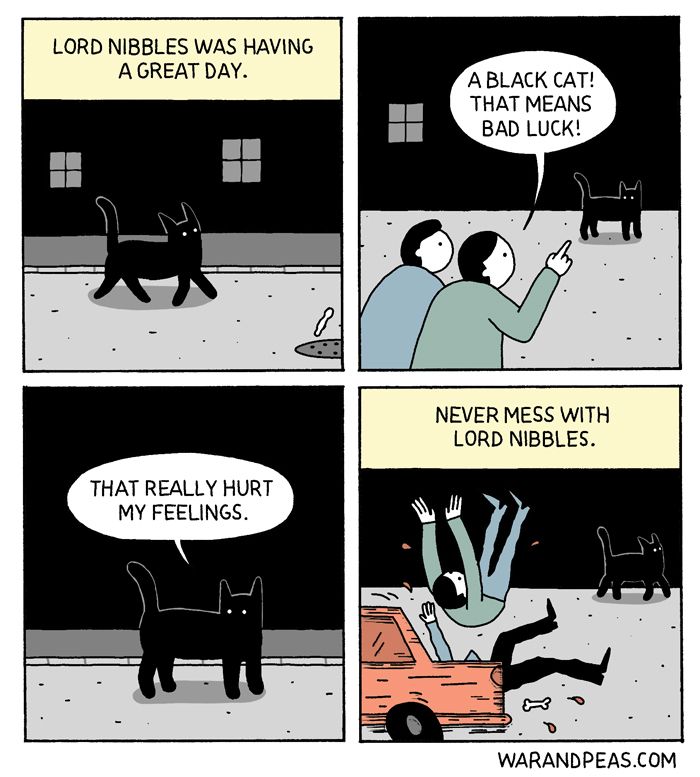 LORD NIBBLES WAS HAVING
A GREAT DAY.
A BLACK CAT!
THAT MEANS
BAD LUCK!
THAT REALLY HURT
MY FEELINGS.
NEVER MESS WITH
LORD NIBBLES.
WARANDPEAS.COM